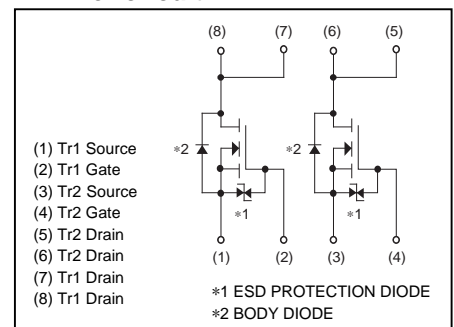 (8) (7) (6) (5)
(1) Tr1 Source
(2) Tr1 Gate
(3) Tr2 Source
(4) Tr2 Gate
(5) Tr2 Drain
(6) Tr2 Drain
(7) Tr1 Drain
(8) Tr1 Drain
∗2 ∗2
∗1 ∗1
(1) (2) (3) (4)
∗1 ESD PROTECTION DIODE
∗2 BODY DIODE